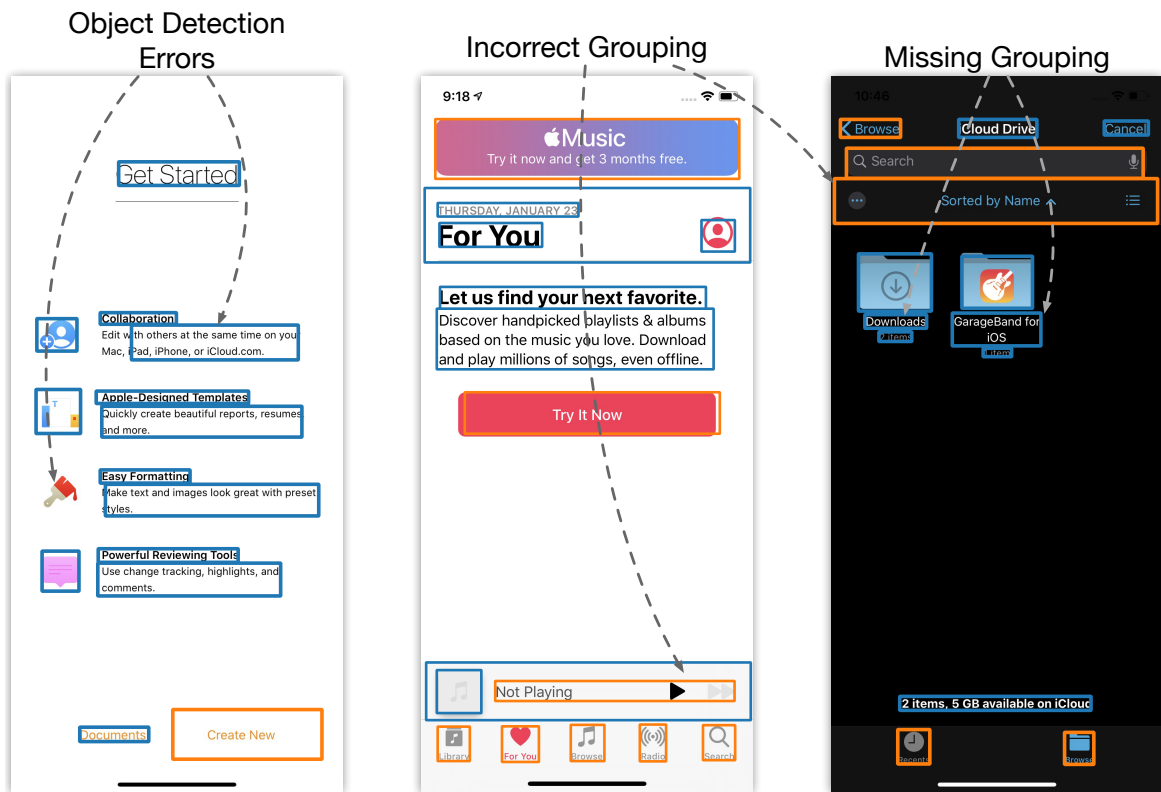 Object Detection
Errors
Incorrect Grouping
Missing Grouping
Get Started
Collaboration
Edit with others at the same time on you
Mac, iPad, iPhone, or iCloud.com.
Apple-Designed Templates
Quickly create beautiful reports, resumes
and more.
Easy Formatting
Make text and images look great with preset
styles.
Powerful Reviewing Tools
Use change tracking, highlights, and
comments.
Documents
Create New
9:18
Music
Try it now and get 3 months free.
THURSDAY, JANUARY 23
For You
Let us find your next favorite.
Discover handpicked playlists & albums
based on the music you love. Download
and play millions of songs, even offline.
Try It Now
Not Playing
Library
For You
Browse
Radio
Search
10:46
Browse
Cloud Drive
Cancel
Search
Sorted by Name
Downloads
2 items
GarageBand for
iOS
1 item
2 items, 5 GB available on iCloud
Recents
Browse